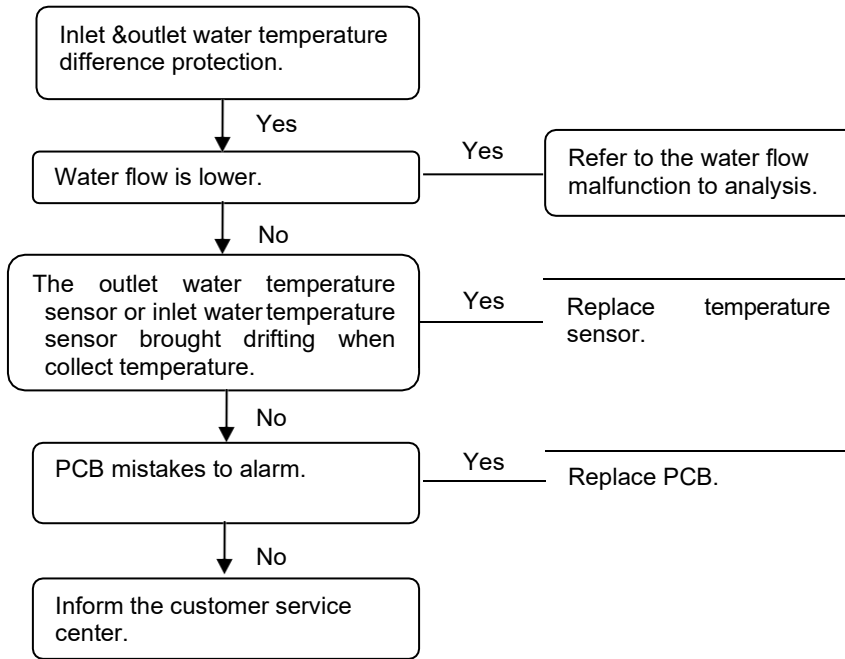 Inlet &outlet water temperature
difference protection.
Yes
Water flow is lower.
Yes
Refer to the water flow
malfunction to analysis.
No
The outlet water temperature
sensor or inlet water temperature
sensor brought drifting when
collect temperature.
Yes
Replace temperature
sensor.
No
PCB mistakes to alarm.
Yes
Replace PCB.
No
Inform the customer service
center.